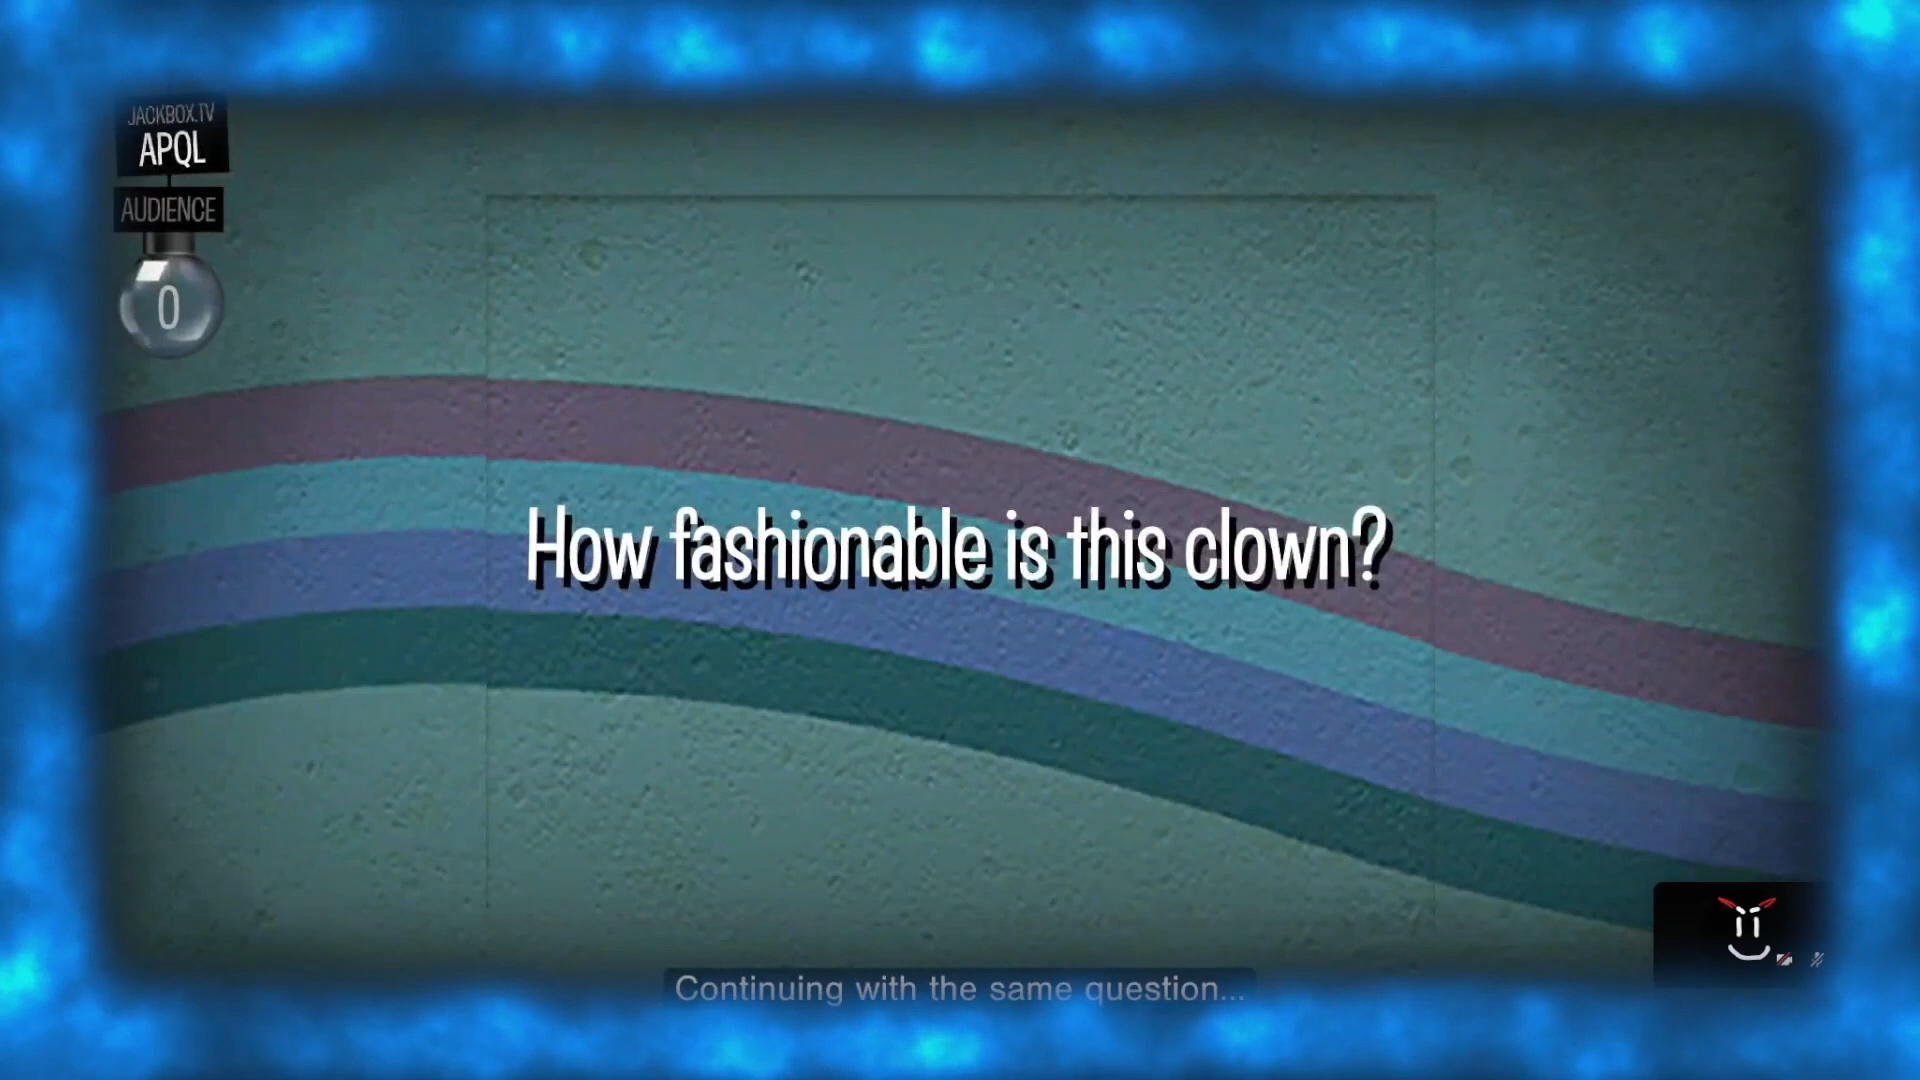 JACKBOX.TV
APQL
AUDIENCE
0
How fashionable is this clown?
Continuing with the same question...